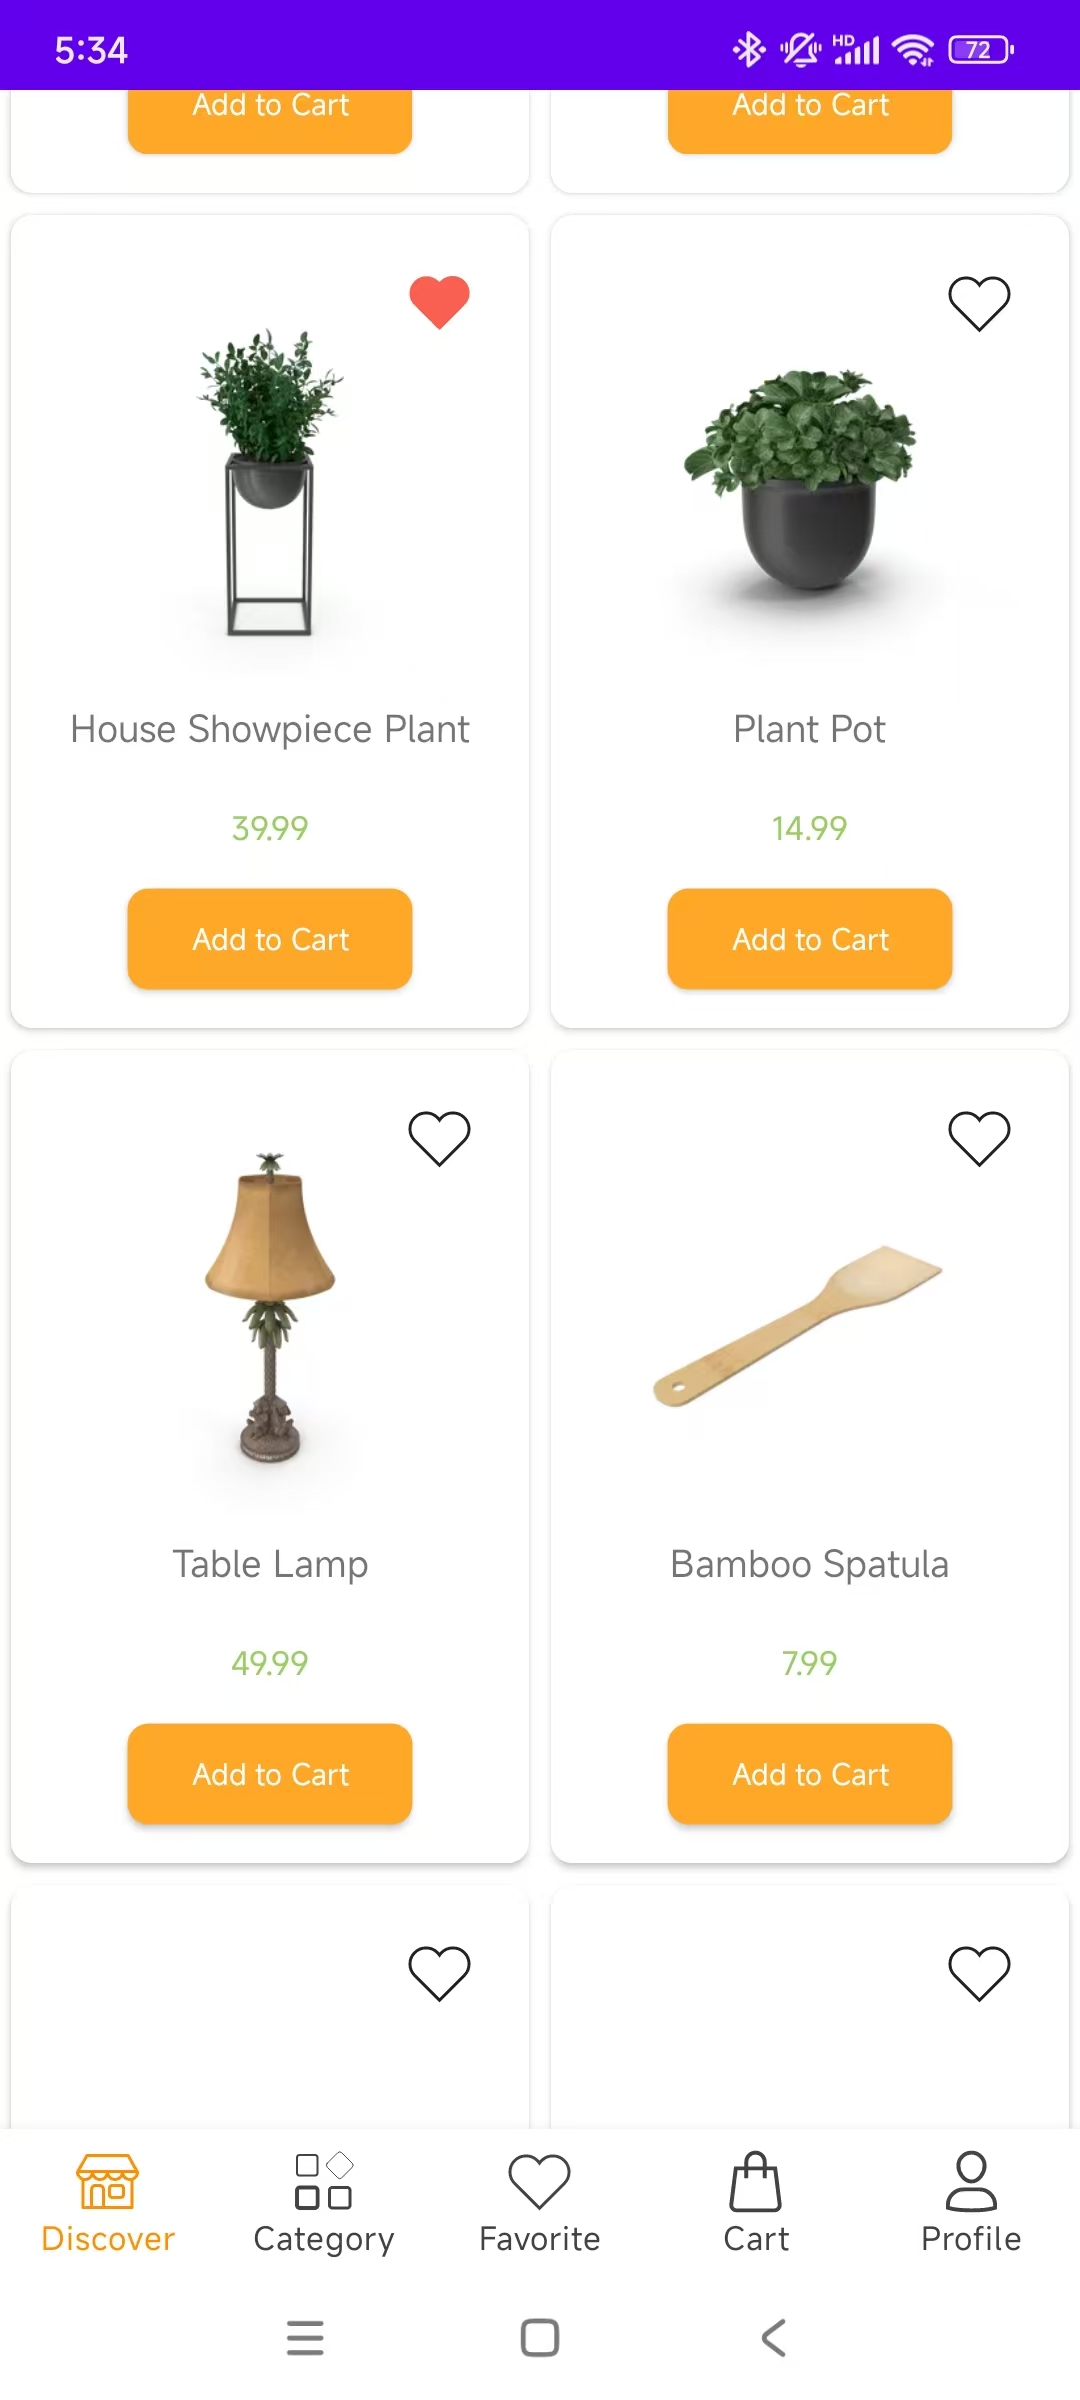 5:34
HD
72
Add to Cart
Add to Cart
House Showpiece Plant
Plant Pot
39.99
14.99
Add to Cart
Add to Cart
Table Lamp
Bamboo Spatula
49.99
7.99
Add to Cart
Add to Cart
Discover
Category
Favorite
Cart
Profile